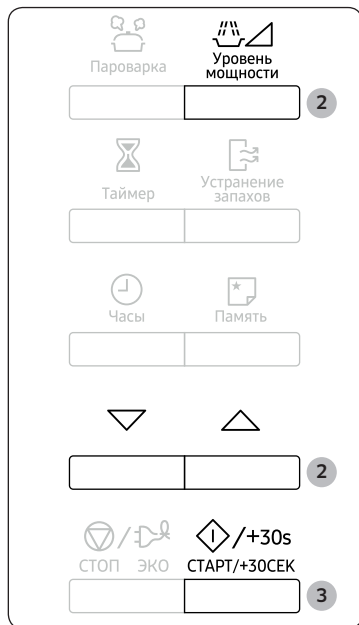 Пароварка
Уровень
мощности
2
Таймер
Устранение
запахов
Часы
Память
2
/+30s
СТОП ЭКО СТАРТ/+30СЕК
3